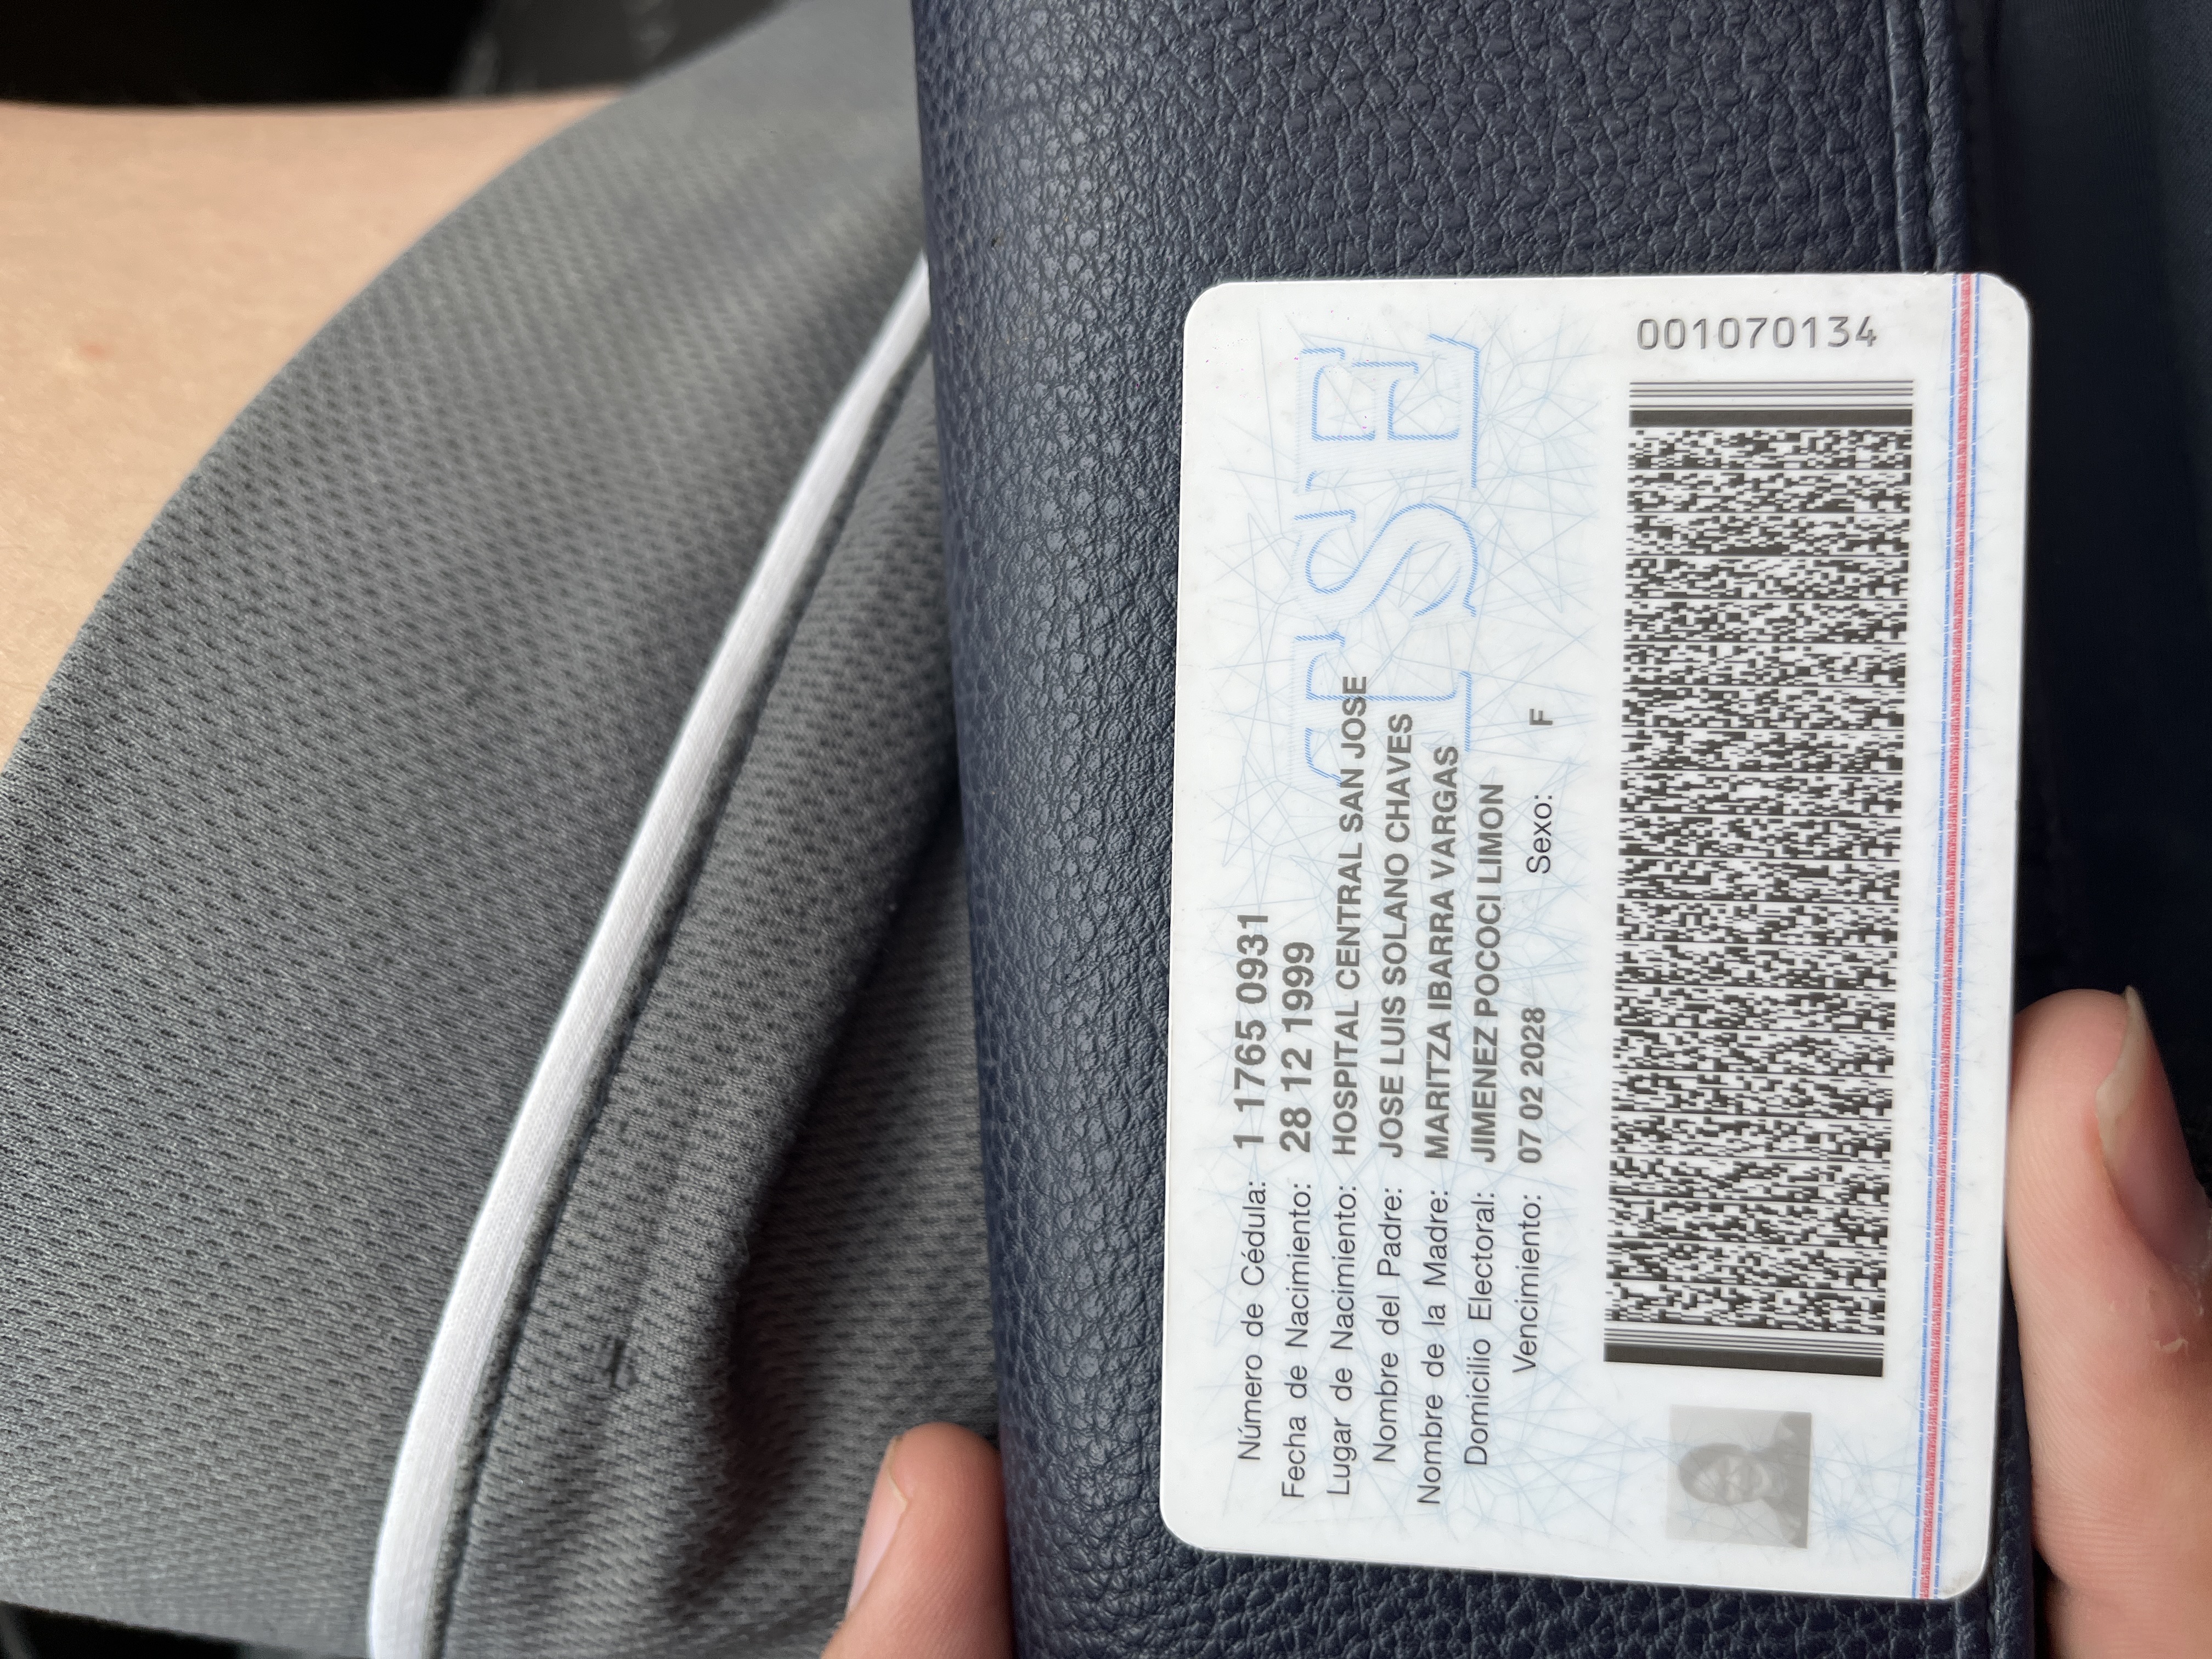 Número de Cédula: 1 1765 0931
Fecha de Nacimiento: 28 12 1999
Lugar de Nacimiento: HOSPITAL CENTRAL SAN JOSE
Nombre del Padre: JOSE LUIS SOLANO CHAVES
Nombre de la Madre: MARITZA IBARRA VARGAS
Domicilio Electoral: JIMENEZ POCOCI LIMON
Vencimiento: 07 02 2028 Sexo: F
TSE
001070134